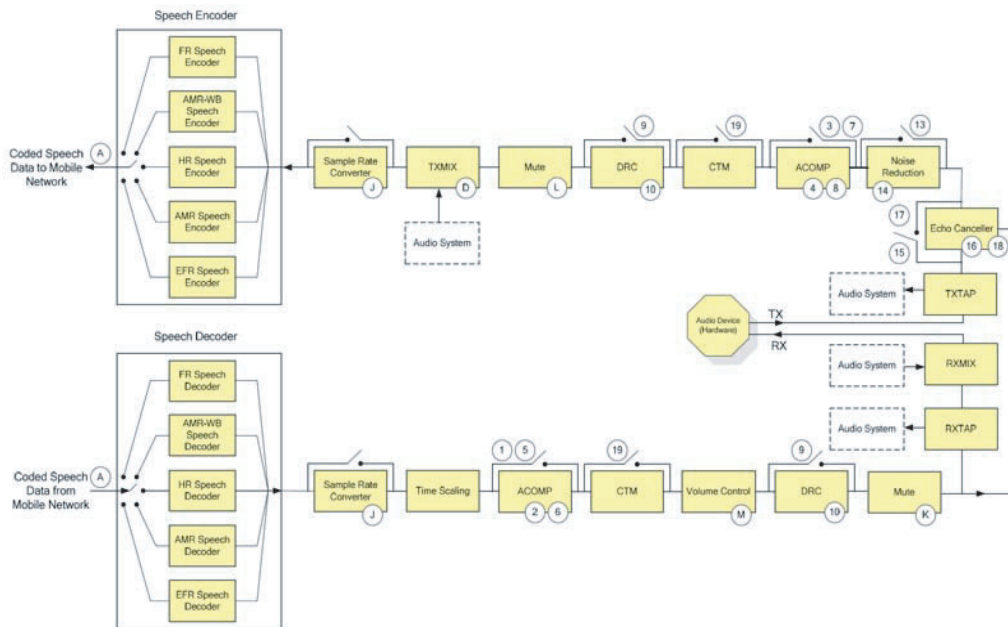 Speech Encoder
FR Speech
Encoder
AMR-WB
Speech
Encoder
HR Speech
Encoder
AMR Speech
Encoder
EFR Speech
Encoder
Coded Speech
Data to Mobile
Network
A
Sample Rate
Converter
J
TXMIX
D
Audio System
Mute
L
9
DRC
10
19
CTM
3
7
ACOMP
4
8
13
Noise
Reduction
14
17
15
Echo Canceller
16
18
Audio System
TXTAP
Audio Device
(Hardware)
TX
RX
Audio System
RXMIX
Audio System
RXTAP
Speech Decoder
FR Speech
Decoder
AMR-WB
Speech
Decoder
HR Speech
Decoder
AMR Speech
Decoder
EFR Speech
Decoder
Coded Speech
Data from
Mobile Network
A
Sample Rate
Converter
J
Time Scaling
1
5
ACOMP
2
6
19
CTM
Volume Control
M
9
DRC
10
Mute
K